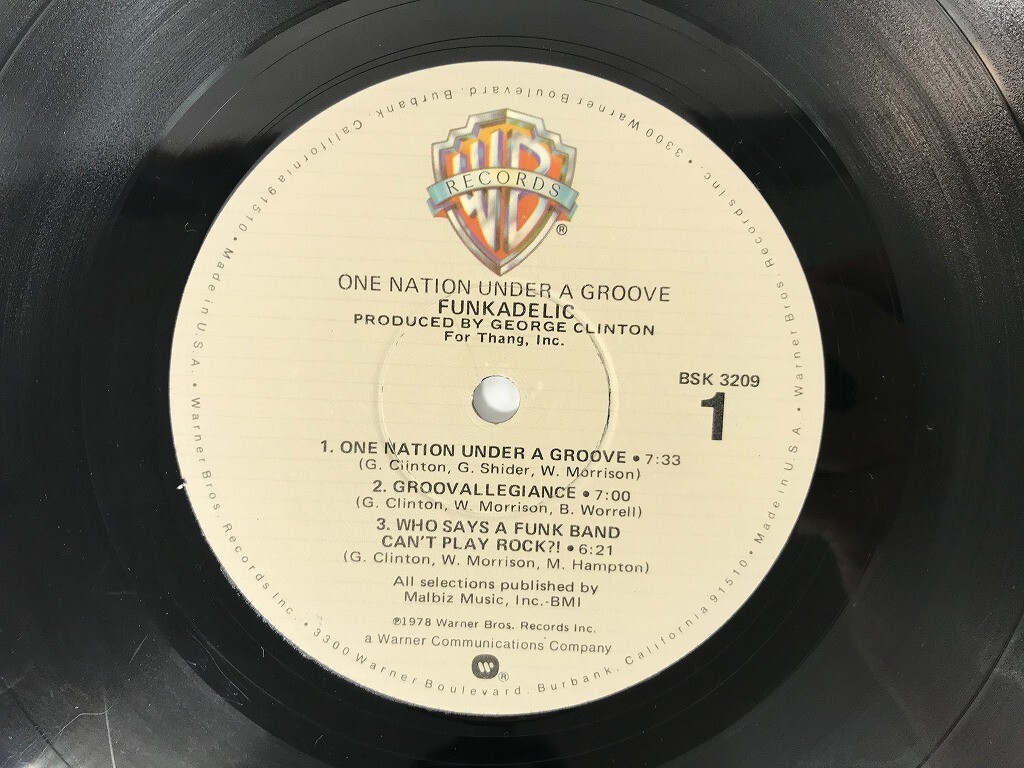 WB
RECORDS
®
ONE NATION UNDER A GROOVE
FUNKADELIC
PRODUCED BY GEORGE CLINTON
For Thang, Inc.
BSK 3209
1
1. ONE NATION UNDER A GROOVE • 7:33
(G. Clinton, G. Shider, W. Morrison)
2. GROOVALLEGIANCE • 7:00
(G. Clinton, W. Morrison, B. Worrell)
3. WHO SAYS A FUNK BAND
CAN'T PLAY ROCK?! • 6:21
(G. Clinton, W. Morrison, M. Hampton)
All selections published by
Malbiz Music, Inc.-BMI
℗1978 Warner Bros. Records Inc.
a Warner Communications Company
®
Warner Bros. Records Inc. • 3300 Warner Boulevard, Burbank, California 91510 • Made in U.S.A. • Warner Bros. Records Inc. • 3300 Warner Boulevard, Burbank, California 91510 • Made in U.S.A. •